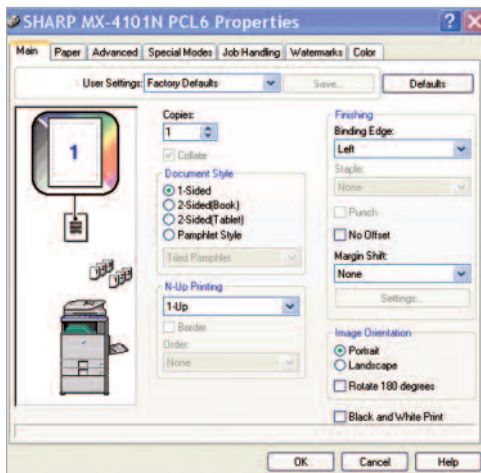 SHARP MX-4101N PCL6 Properties
Main Paper Advanced Special Modes Job Handling Watermarks Color
User Settings: Factory Defaults Save... Defaults
1
Copies:
1
Collate
Document Style
1-Sided
2-Sided(Book)
2-Sided(Tablet)
Pamphlet Style
Tiled Pamphlet
N-Up Printing
1-Up
Border
Order:
None
Finishing
Binding Edge:
Left
Staple:
None
Punch
No Offset
Margin Shift:
None
Settings...
Image Orientation
Portrait
Landscape
Rotate 180 degrees
Black and White Print
OK Cancel Help